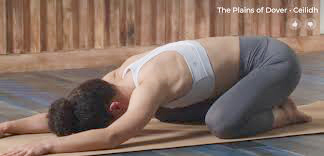 The Plains of Dover • Ceilidh